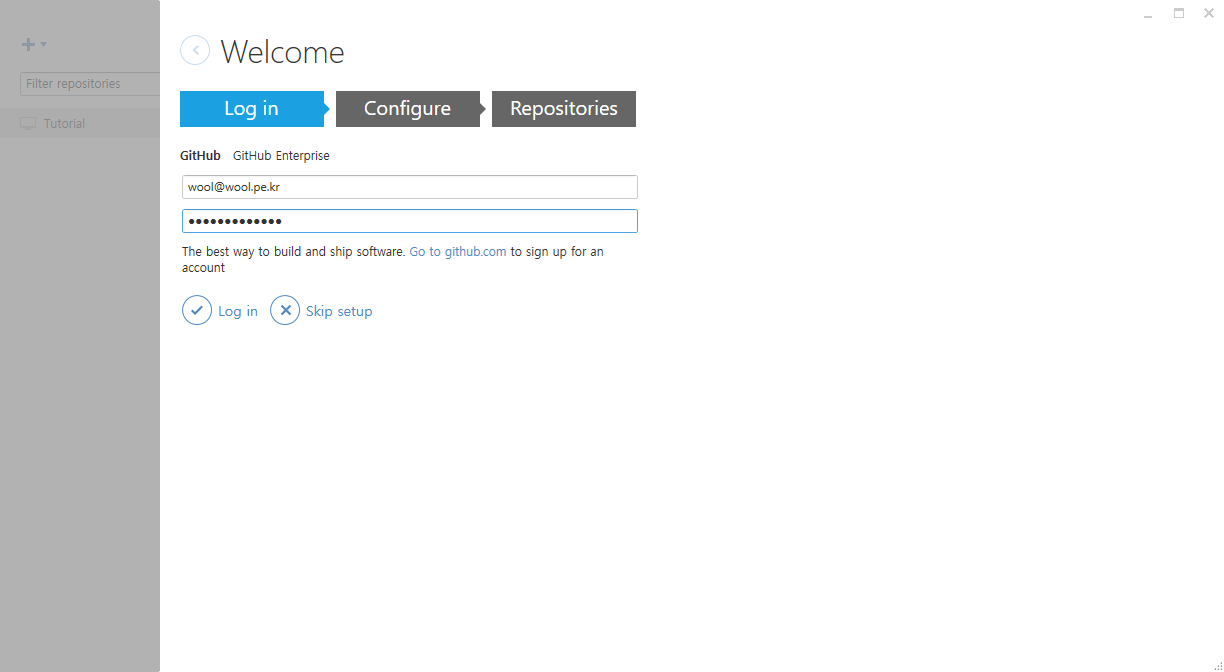 Welcome
Filter repositories
Tutorial
Log in
Configure
Repositories
GitHub
GitHub Enterprise
wool@wool.pe.kr
●●●●●●●●●●●●●
The best way to build and ship software. Go to github.com to sign up for an
account
Log in
Skip setup